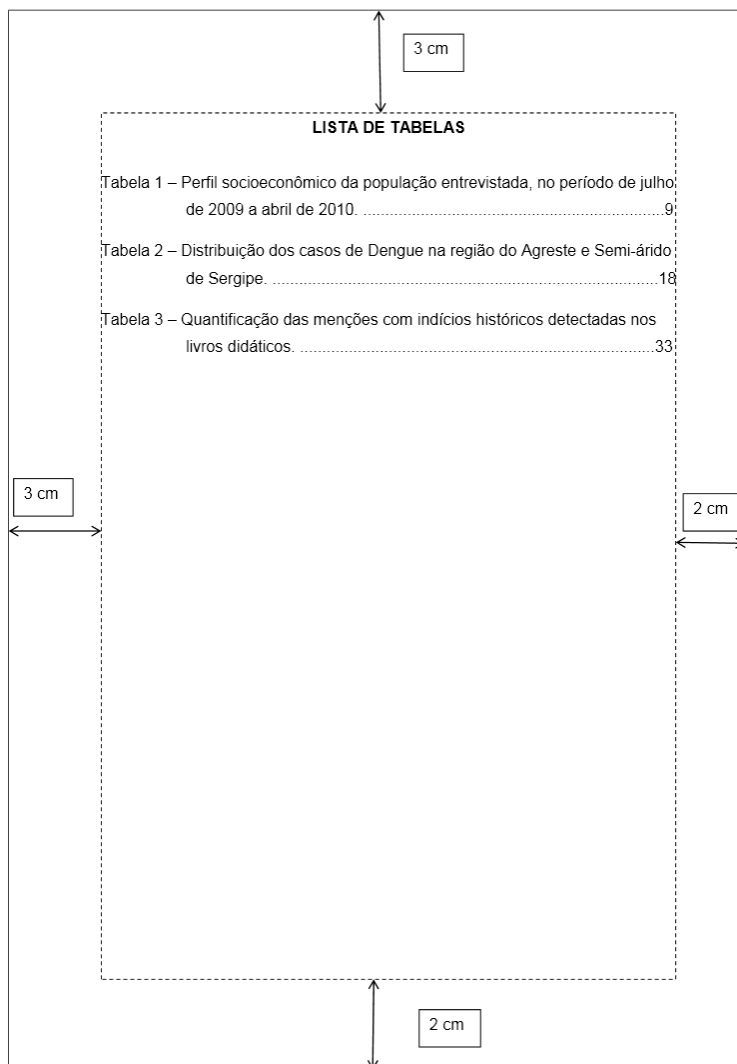 3 cm
LISTA DE TABELAS
Tabela 1 – Perfil socioeconômico da população entrevistada, no período de julho
de 2009 a abril de 2010. ....................................................................9
Tabela 2 – Distribuição dos casos de Dengue na região do Agreste e Semi-árido
de Sergipe. .......................................................................................18
Tabela 3 – Quantificação das menções com indícios históricos detectadas nos
livros didáticos. ................................................................................33
3 cm
2 cm
2 cm